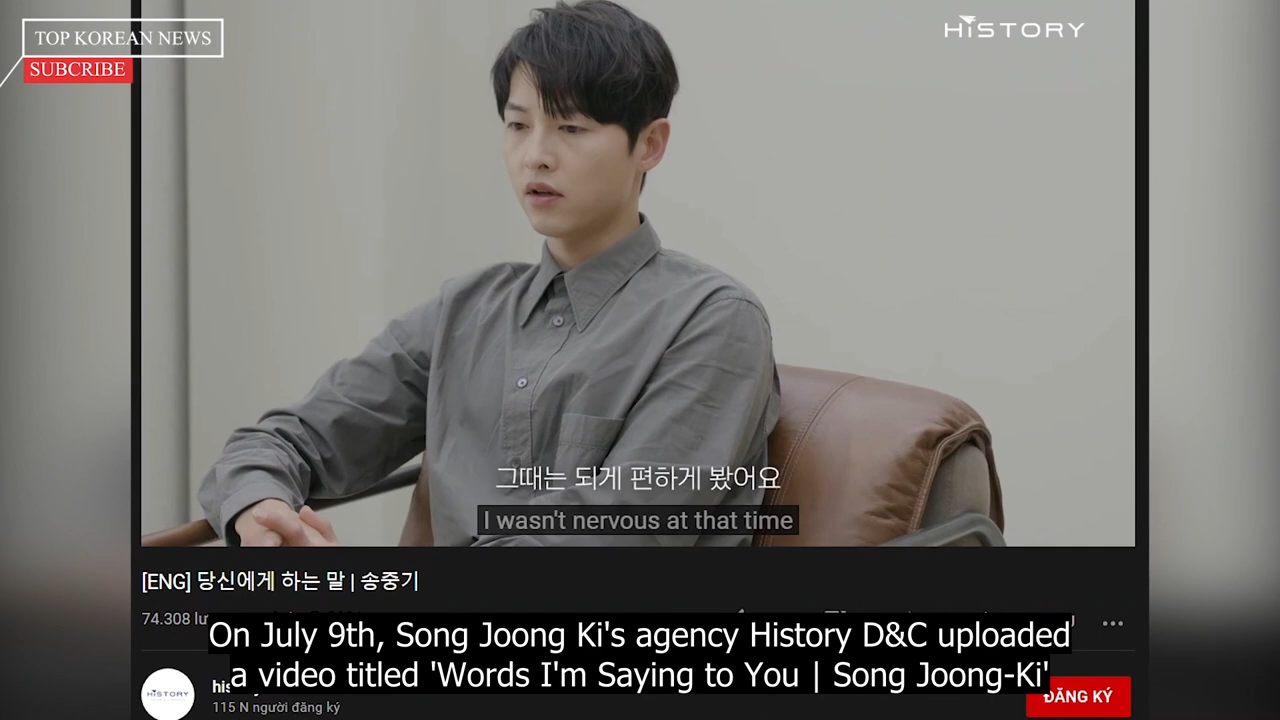 TOP KOREAN NEWS
SUBCRIBE
HiSTORY
그때는 되게 편하게 봤어요
I wasn't nervous at that time
[ENG] 당신에게 하는 말 | 송중기
74.308
On July 9th, Song Joong Ki's agency History D&C uploaded
a video titled 'Words I'm Saying to You | Song Joong-Ki'
HiSTORY
115 N người đăng ký
ĐĂNG KÝ